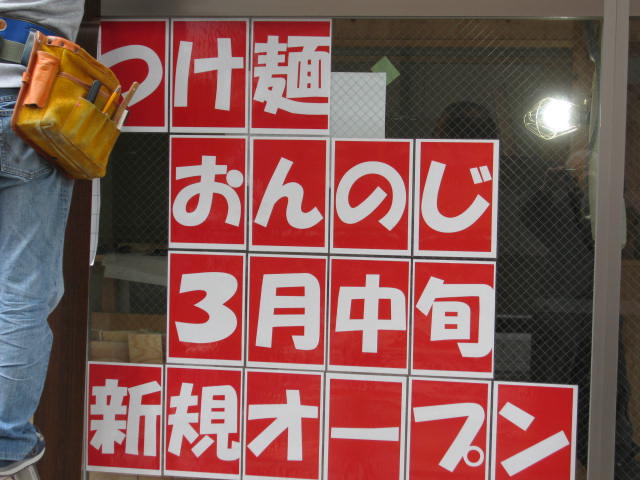 つけ麺
おんのじ
3月中旬
新規オープン